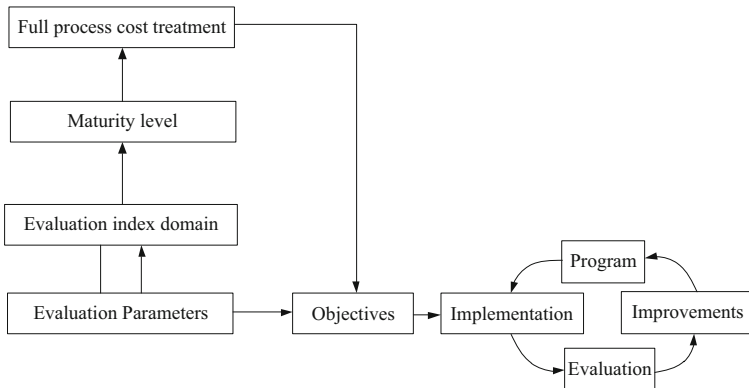 Full process cost treatment
Maturity level
Evaluation index domain
Evaluation Parameters
Objectives
Implementation
Program
Improvements
Evaluation